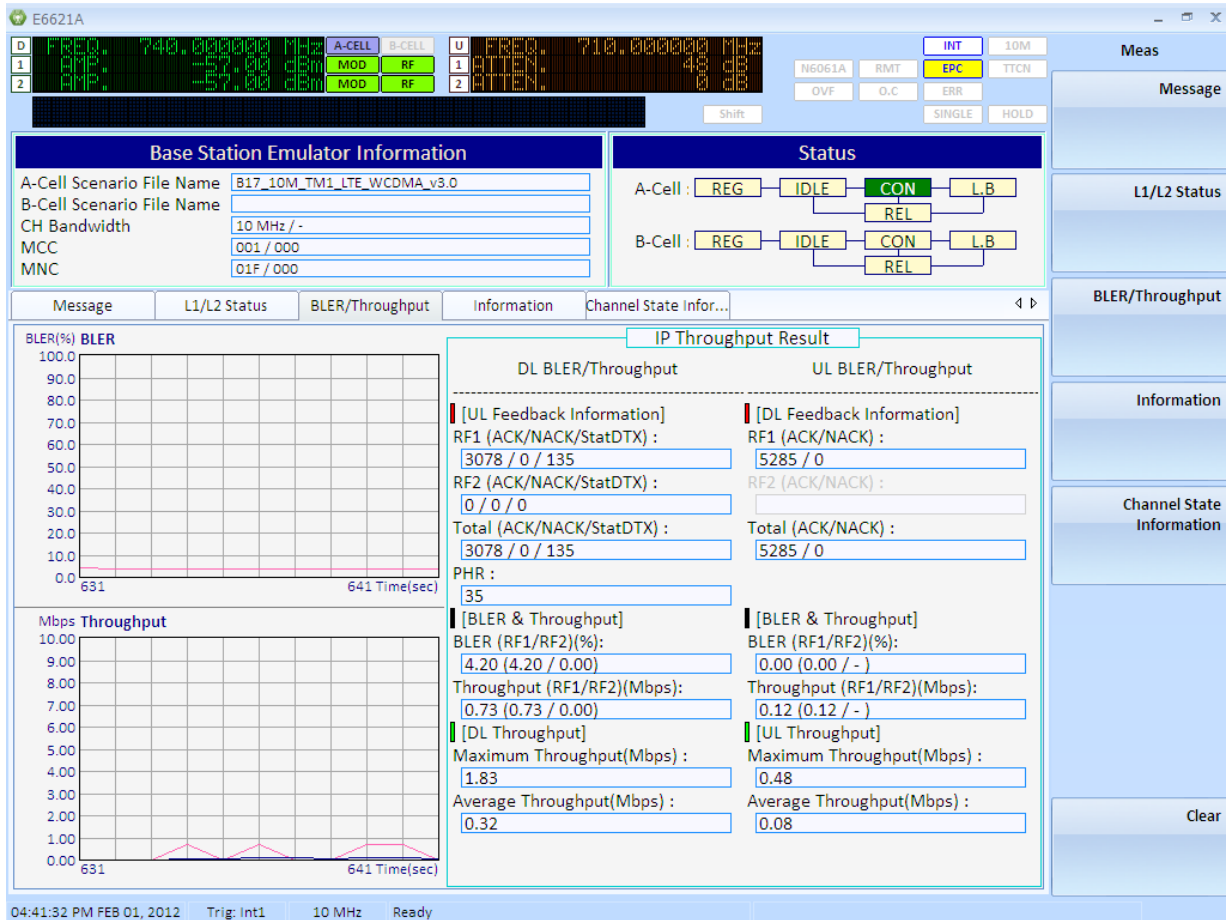 E6621A
D FREQ. 740.000000 MHz A-CELL B-CELL U FREQ. 710.000000 MHz INT 10M
1 AMP. -57.00 dBm MOD RF 1 ATTEN. 40 dB N6061A RMT EPC TTCN
2 AMP. -57.00 dBm MOD RF 2 ATTEN. 0 dB OVF O.C ERR
Shift SINGLE HOLD
Meas
Message
L1/L2 Status
BLER/Throughput
Information
Channel State
Information
Clear
Base Station Emulator Information
A-Cell Scenario File Name B17_10M_TM1_LTE_WCDMA_v3.0
B-Cell Scenario File Name
CH Bandwidth 10 MHz / -
MCC 001 / 000
MNC 01F / 000
Status
A-Cell : REG IDLE CON L.B
REL
B-Cell : REG IDLE CON L.B
REL
Message L1/L2 Status BLER/Throughput Information Channel State Infor...
BLER(%) BLER
100.0
90.0
80.0
70.0
60.0
50.0
40.0
30.0
20.0
10.0
0.0
631 641 Time(sec)
Mbps Throughput
10.00
9.00
8.00
7.00
6.00
5.00
4.00
3.00
2.00
1.00
0.00
631 641 Time(sec)
IP Throughput Result
DL BLER/Throughput
[UL Feedback Information]
RF1 (ACK/NACK/StatDTX) :
3078 / 0 / 135
RF2 (ACK/NACK/StatDTX) :
0 / 0 / 0
Total (ACK/NACK/StatDTX) :
3078 / 0 / 135
PHR :
35
[BLER & Throughput]
BLER (RF1/RF2)(%):
4.20 (4.20 / 0.00)
Throughput (RF1/RF2)(Mbps):
0.73 (0.73 / 0.00)
[DL Throughput]
Maximum Throughput(Mbps) :
1.83
Average Throughput(Mbps) :
0.32
UL BLER/Throughput
[DL Feedback Information]
RF1 (ACK/NACK) :
5285 / 0
RF2 (ACK/NACK) :
Total (ACK/NACK) :
5285 / 0
[BLER & Throughput]
BLER (RF1/RF2)(%):
0.00 (0.00 / - )
Throughput (RF1/RF2)(Mbps):
0.12 (0.12 / - )
[UL Throughput]
Maximum Throughput(Mbps) :
0.48
Average Throughput(Mbps) :
0.08
04:41:32 PM FEB 01, 2012 Trig: Int1 10 MHz Ready